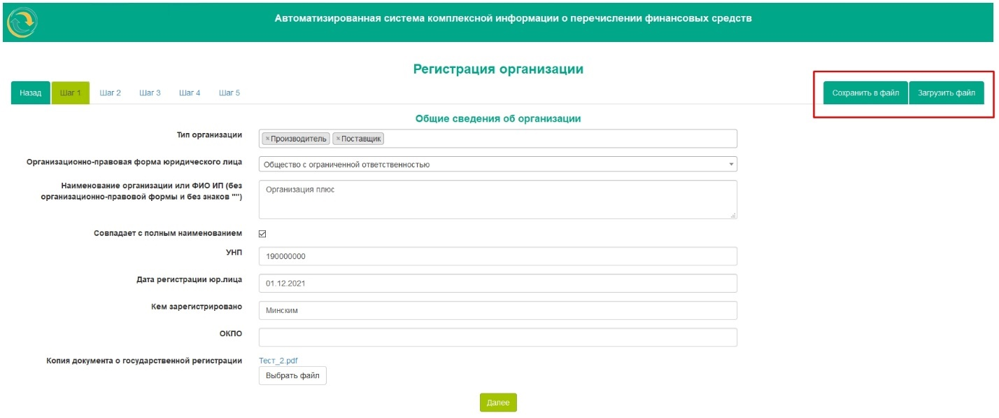 Автоматизированная система комплексной информации о перечислении финансовых средств
Регистрация организации
Назад Шаг 1 Шаг 2 Шаг 3 Шаг 4 Шаг 5 Сохранить в файл Загрузить файл
Общие сведения об организации
Тип организации ×Производитель ×Поставщик
Организационно-правовая форма юридического лица Общество с ограниченной ответственностью
Наименование организации или ФИО ИП (без Организация плюс
организационно-правовой формы и без знаков "")
Совпадает с полным наименованием
УНП 190000000
Дата регистрации юр.лица 01.12.2021
Кем зарегистрировано Минским
ОКПО
Копия документа о государственной регистрации Тест_2.pdf
Выбрать файл
Далее